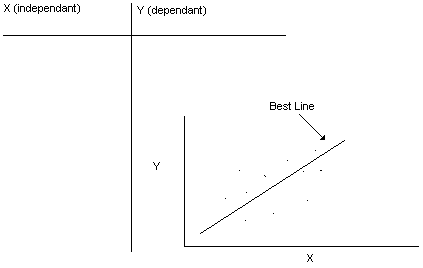 X (independant)
Y (dependant)
Best Line
Y
X